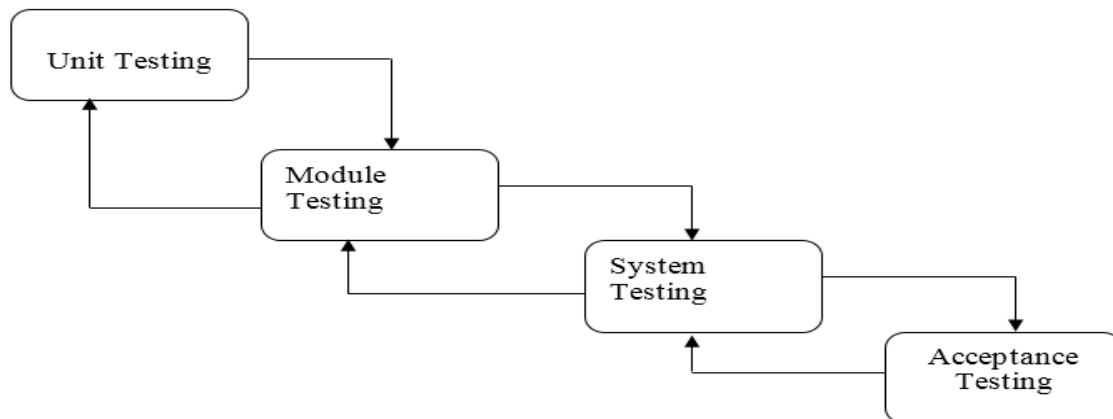 Unit Testing
Module
Testing
System
Testing
Acceptance
Testing